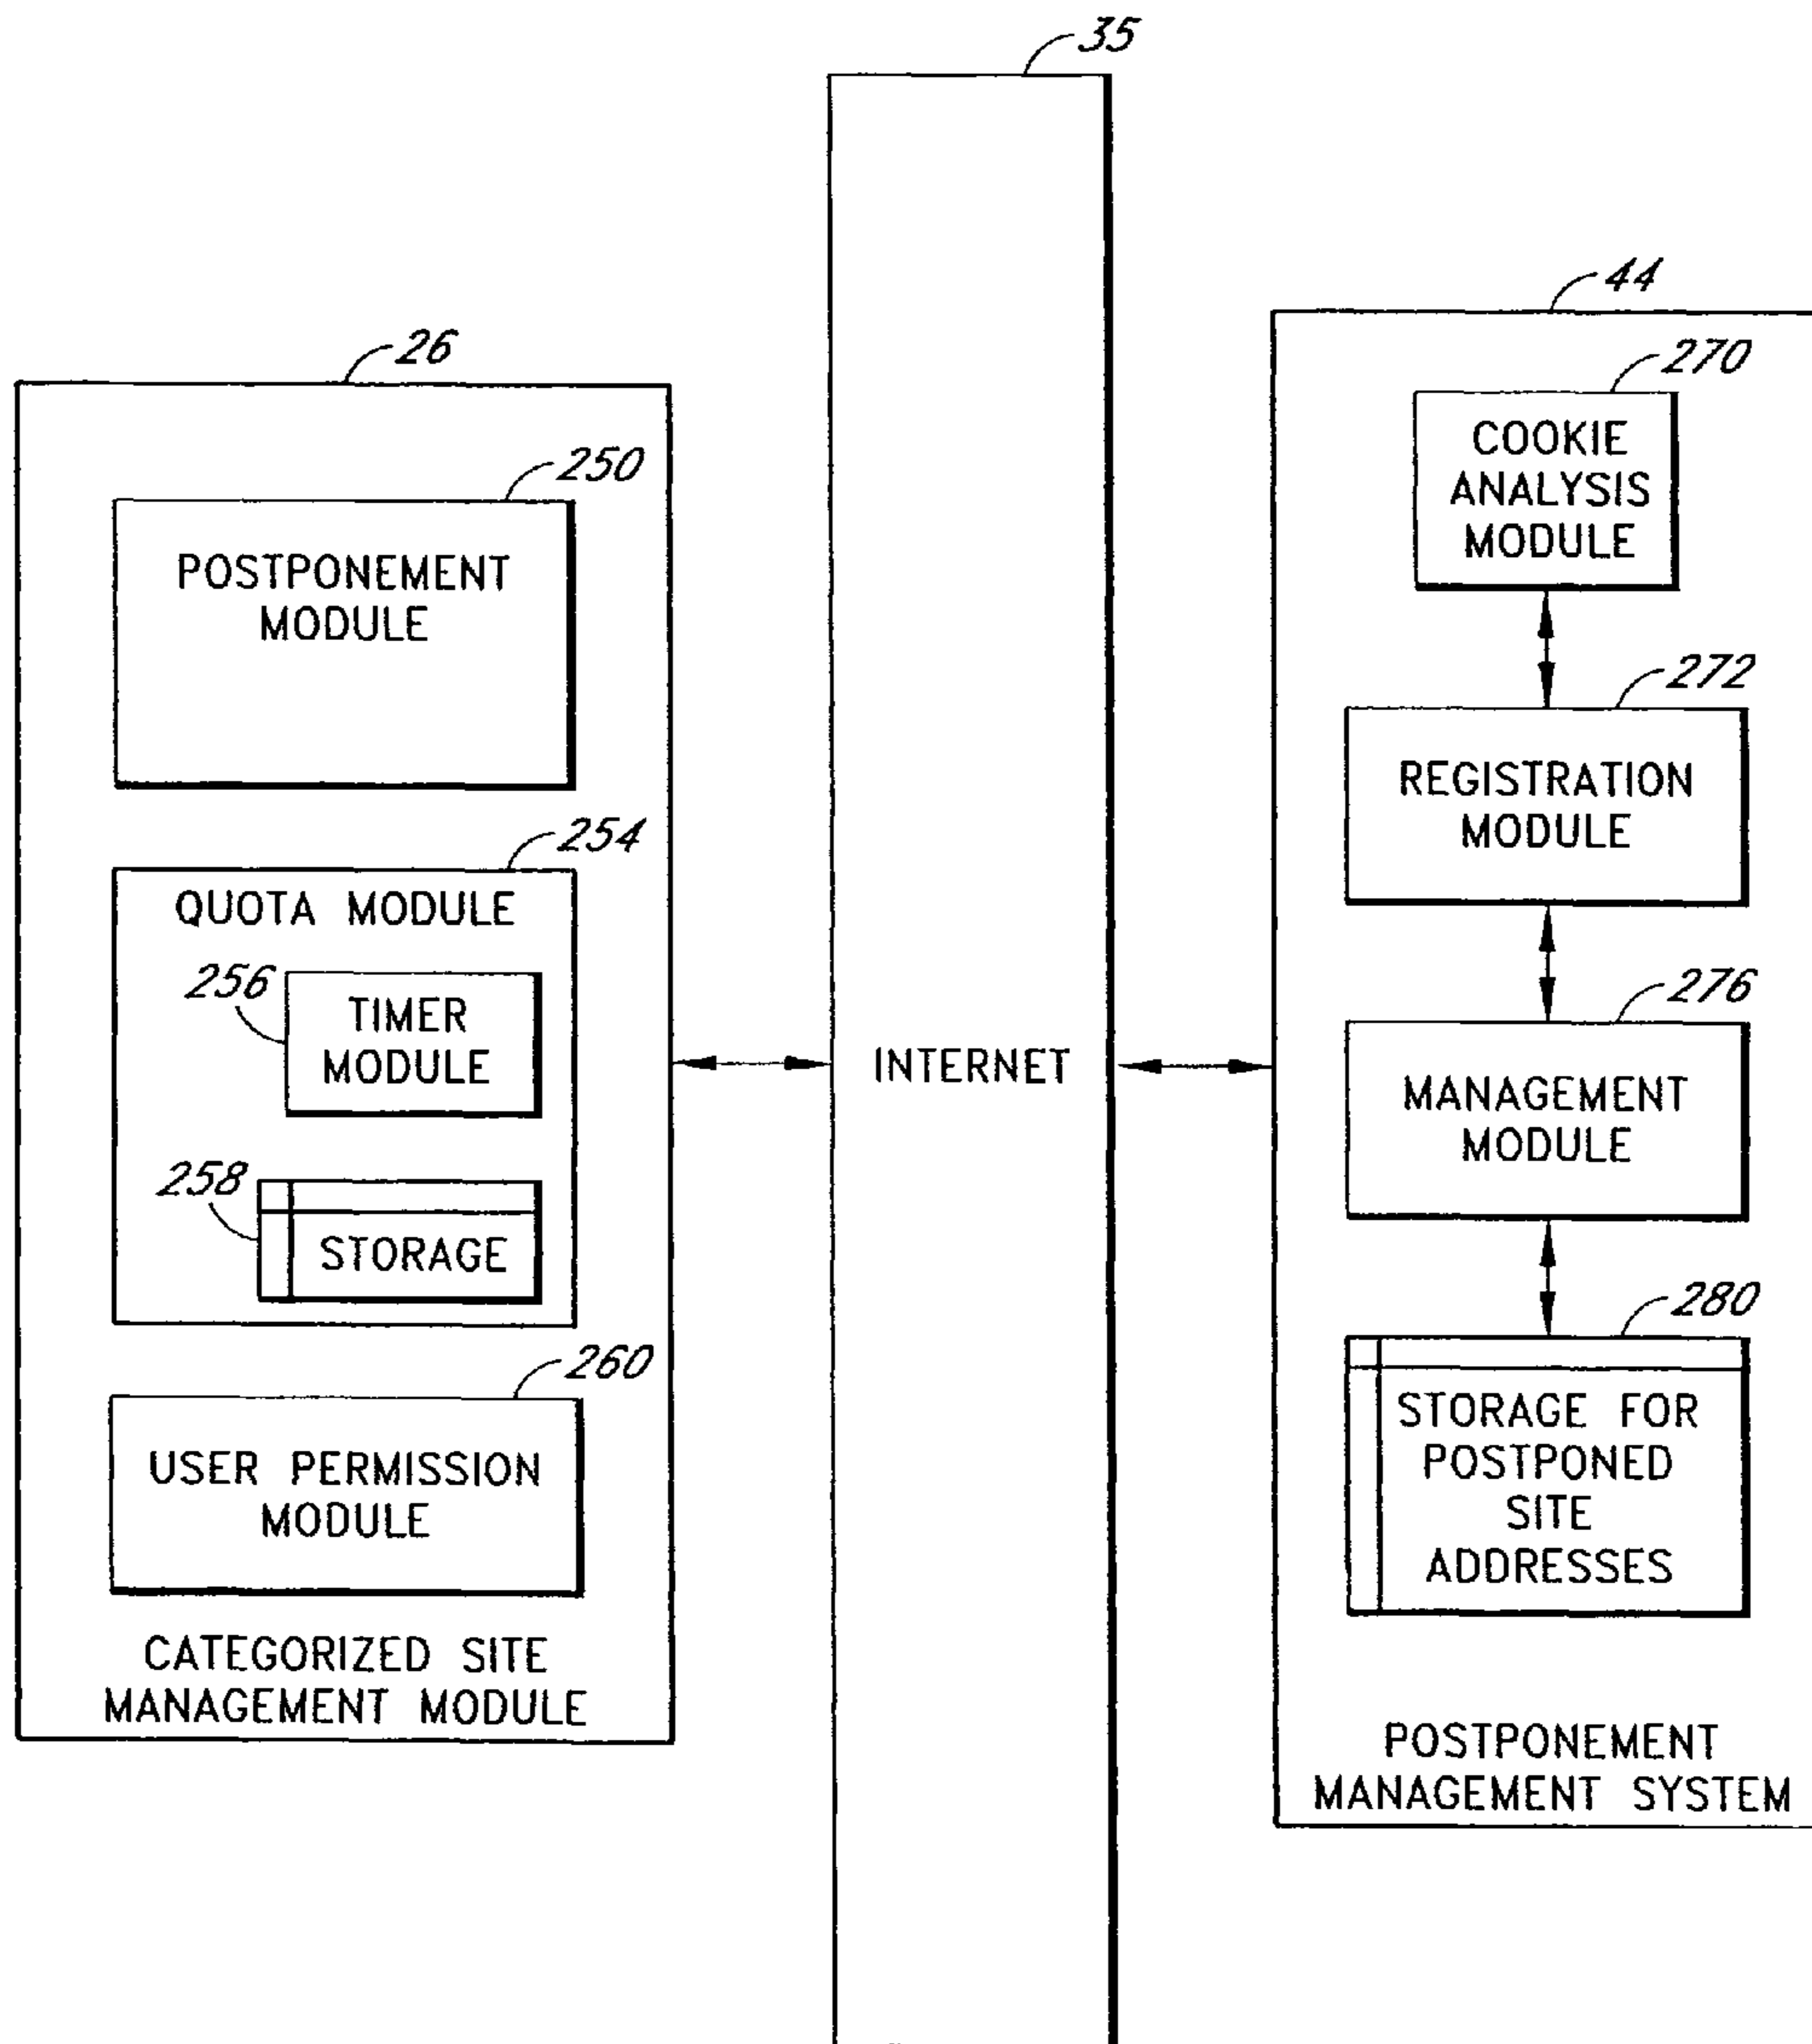 35
26
250
POSTPONEMENT
MODULE
254
QUOTA MODULE
256
TIMER
MODULE
258
STORAGE
260
USER PERMISSION
MODULE
CATEGORIZED SITE
MANAGEMENT MODULE
INTERNET
44
270
COOKIE
ANALYSIS
MODULE
272
REGISTRATION
MODULE
276
MANAGEMENT
MODULE
280
STORAGE FOR
POSTPONED
SITE
ADDRESSES
POSTPONEMENT
MANAGEMENT SYSTEM